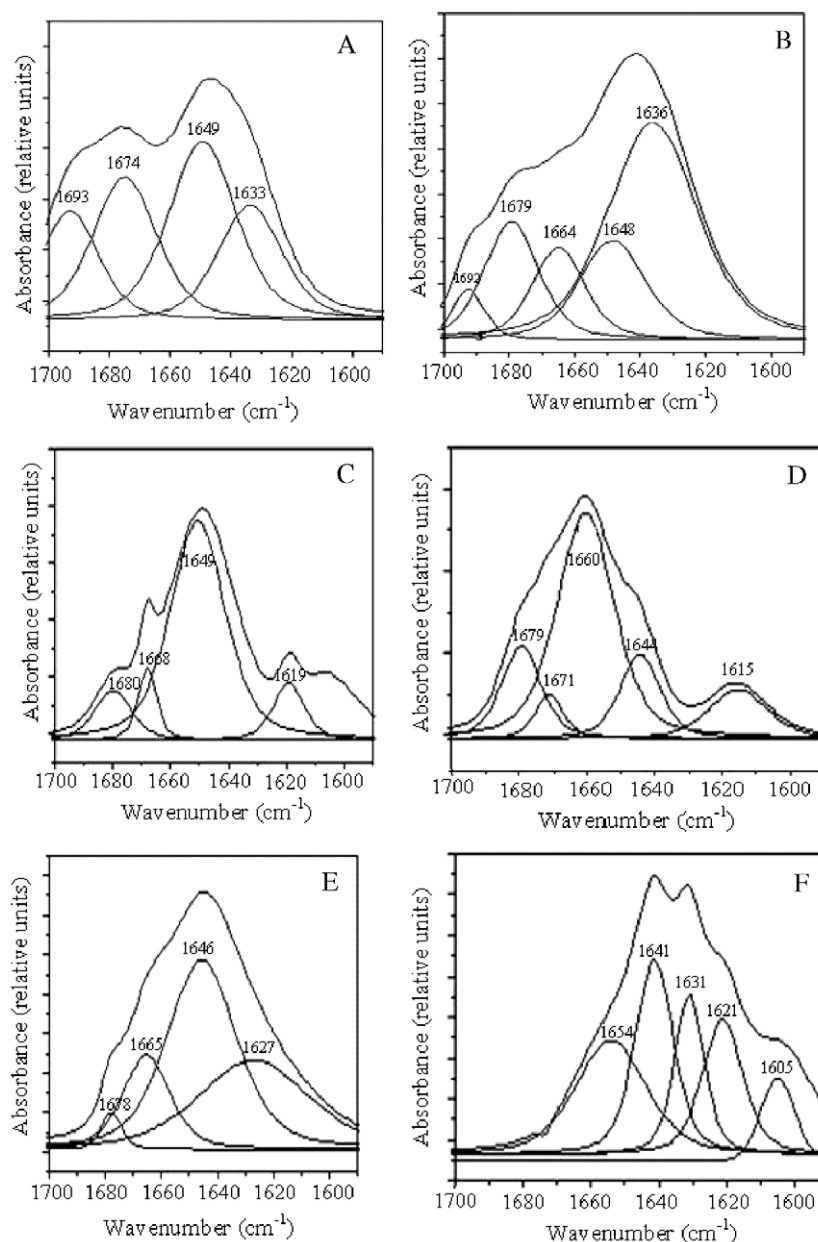 A
Absorbance (relative units)
1693
1674
1649
1633
1700 1680 1660 1640 1620 1600
Wavenumber (cm-1)
B
Absorbance (relative units)
1692
1679
1664
1648
1636
1700 1680 1660 1640 1620 1600
Wavenumber (cm-1)
C
Absorbance (relative units)
1680
1668
1649
1619
1700 1680 1660 1640 1620 1600
Wavenumber (cm-1)
D
Absorbance (relative units)
1679
1671
1660
1644
1615
1700 1680 1660 1640 1620 1600
Wavenumber (cm-1)
E
Absorbance (relative units)
1678
1665
1646
1627
1700 1680 1660 1640 1620 1600
Wavenumber (cm-1)
F
Absorbance (relative units)
1654
1641
1631
1621
1605
1700 1680 1660 1640 1620 1600
Wavenumber (cm-1)